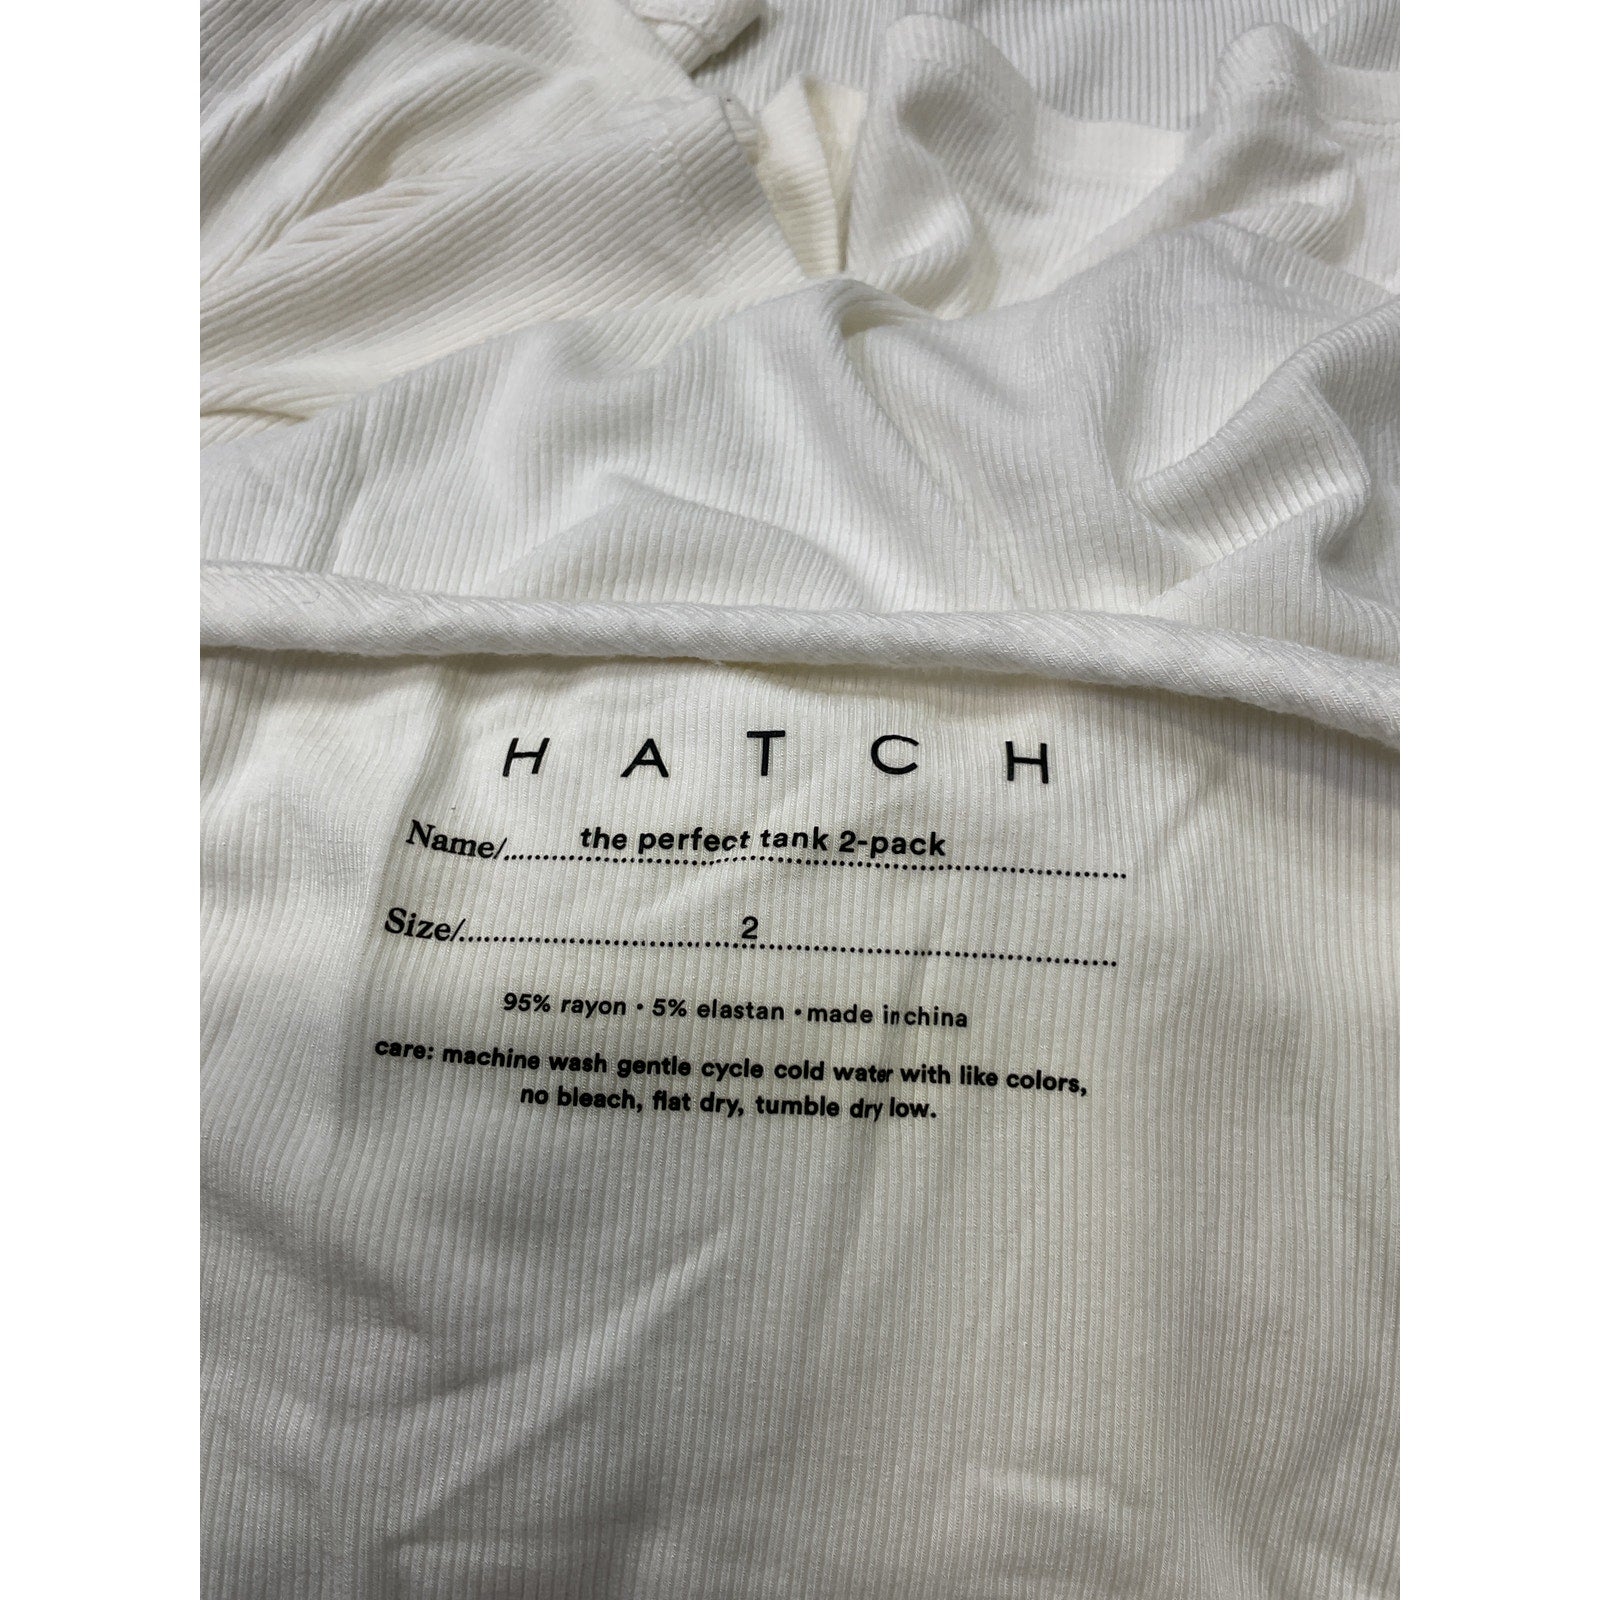 HATCH
Name/ the perfect tank 2-pack
Size/ 2
95% rayon • 5% elastan • made in china
care: machine wash gentle cycle cold water with like colors,
no bleach, flat dry, tumble dry low.